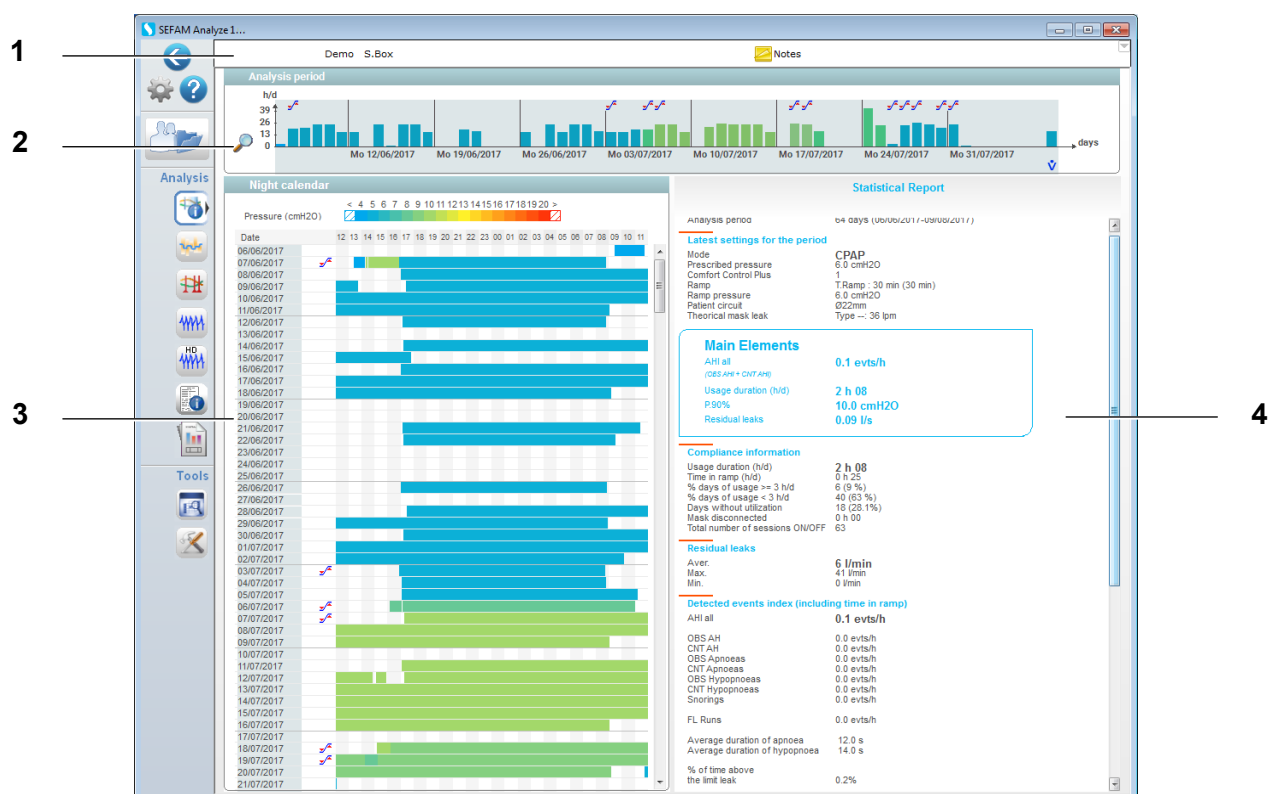 SEFAM Analyze 1...
1
Demo S.Box
Notes
Analysis period
h/d
39
26
13
0
Mo 12/06/2017 Mo 19/06/2017 Mo 26/06/2017 Mo 03/07/2017 Mo 10/07/2017 Mo 17/07/2017 Mo 24/07/2017 Mo 31/07/2017
days
2
Analysis
HD
Tools
3
Night calendar
Pressure (cmH2O)
< 4 5 6 7 8 9 10 11 12 13 14 15 16 17 18 19 20 >
Date 12 13 14 15 16 17 18 19 20 21 22 23 00 01 02 03 04 05 06 07 08 09 10 11
06/06/2017
07/06/2017
08/06/2017
09/06/2017
10/06/2017
11/06/2017
12/06/2017
13/06/2017
14/06/2017
15/06/2017
16/06/2017
17/06/2017
18/06/2017
19/06/2017
20/06/2017
21/06/2017
22/06/2017
23/06/2017
24/06/2017
25/06/2017
26/06/2017
27/06/2017
28/06/2017
29/06/2017
30/06/2017
01/07/2017
02/07/2017
03/07/2017
04/07/2017
05/07/2017
06/07/2017
07/07/2017
08/07/2017
09/07/2017
10/07/2017
11/07/2017
12/07/2017
13/07/2017
14/07/2017
15/07/2017
16/07/2017
17/07/2017
18/07/2017
19/07/2017
20/07/2017
21/07/2017
Statistical Report
Analysis period 64 days (06/06/2017-09/08/2017)
Latest settings for the period
Mode CPAP
Prescribed pressure 6.0 cmH2O
Comfort Control Plus 1
Ramp T.Ramp : 30 min (30 min)
Ramp pressure 6.0 cmH2O
Patient circuit Ø22mm
Theorical mask leak Type --: 36 lpm
Main Elements
AHI all 0.1 evts/h
(OBS AHI + CNT AHI)
Usage duration (h/d) 2 h 08
P.90% 10.0 cmH2O
Residual leaks 0.09 l/s
4
Compliance information
Usage duration (h/d) 2 h 08
Time in ramp (h/d) 0 h 25
% days of usage >= 3 h/d 6 (9 %)
% days of usage < 3 h/d 40 (63 %)
Days without utilization 18 (28.1%)
Mask disconnected 0 h 00
Total number of sessions ON/OFF 63
Residual leaks
Aver. 6 l/min
Max. 41 l/min
Min. 0 l/min
Detected events index (including time in ramp)
AHI all 0.1 evts/h
OBS AH 0.0 evts/h
CNT AH 0.0 evts/h
OBS Apnoeas 0.0 evts/h
CNT Apnoeas 0.0 evts/h
OBS Hypopnoeas 0.0 evts/h
CNT Hypopnoeas 0.0 evts/h
Snorings 0.0 evts/h
FL Runs 0.0 evts/h
Average duration of apnoea 12.0 s
Average duration of hypopnoea 14.0 s
% of time above
the limit leak 0.2%